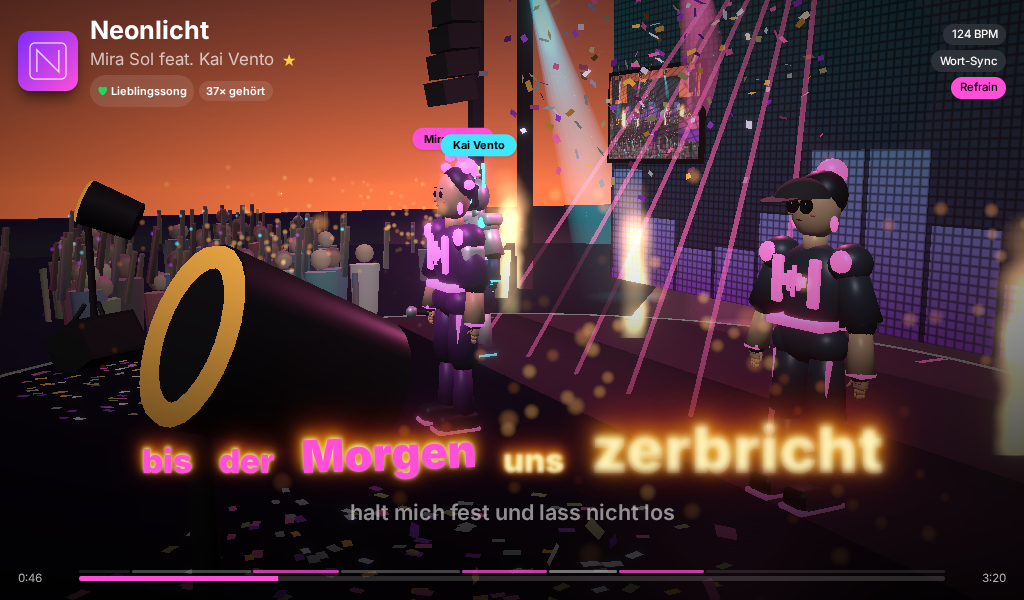 Neonlicht
Mira Sol feat. Kai Vento ★
Lieblingssong
37× gehört
124 BPM
Wort-Sync
Refrain
Kai Vento
bis der Morgen uns zerbricht
halt mich fest und lass nicht los
0:46
3:20